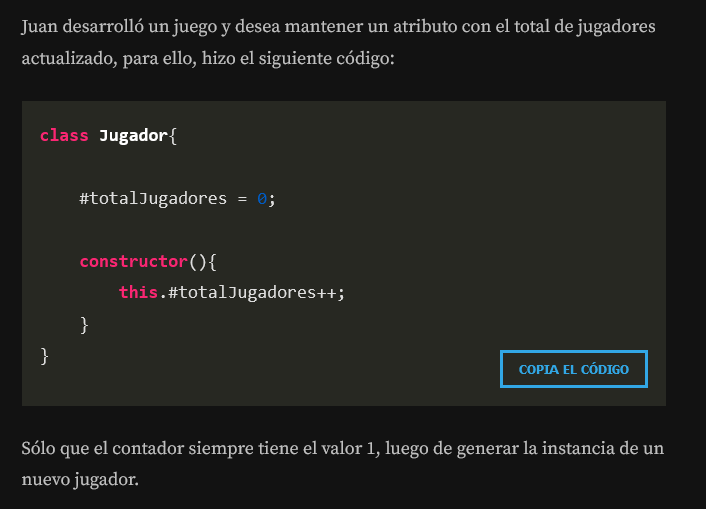 Juan desarrolló un juego y desea mantener un atributo con el total de jugadores
actualizado, para ello, hizo el siguiente código:
class Jugador{
#totalJugadores = 0;
constructor(){
this.#totalJugadores++;
}
}
COPIA EL CÓDIGO
Sólo que el contador siempre tiene el valor 1, luego de generar la instancia de un
nuevo jugador.